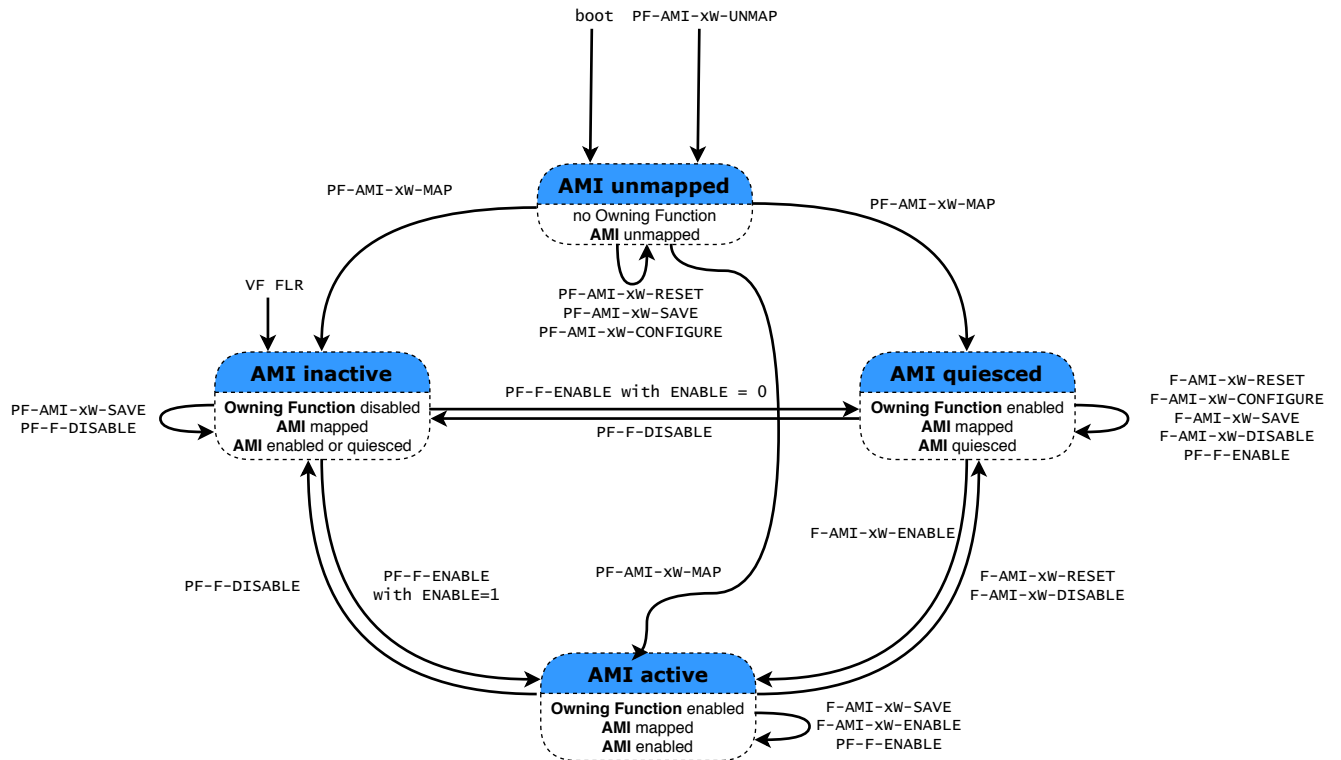 boot PF-AMI-xW-UNMAP
AMI unmapped
no Owning Function
AMI unmapped
PF-AMI-xW-MAP
PF-AMI-xW-MAP
PF-AMI-xW-RESET
PF-AMI-xW-SAVE
PF-AMI-xW-CONFIGURE
VF FLR
AMI inactive
Owning Function disabled
AMI mapped
AMI enabled or quiesced
PF-AMI-xW-SAVE
PF-F-DISABLE
PF-F-ENABLE with ENABLE = 0
PF-F-DISABLE
AMI quiesced
Owning Function enabled
AMI mapped
AMI quiesced
F-AMI-xW-RESET
F-AMI-xW-CONFIGURE
F-AMI-xW-SAVE
F-AMI-xW-DISABLE
PF-F-ENABLE
PF-F-DISABLE
PF-F-ENABLE
with ENABLE=1
PF-AMI-xW-MAP
F-AMI-xW-ENABLE
F-AMI-xW-RESET
F-AMI-xW-DISABLE
AMI active
Owning Function enabled
AMI mapped
AMI enabled
F-AMI-xW-SAVE
F-AMI-xW-ENABLE
PF-F-ENABLE